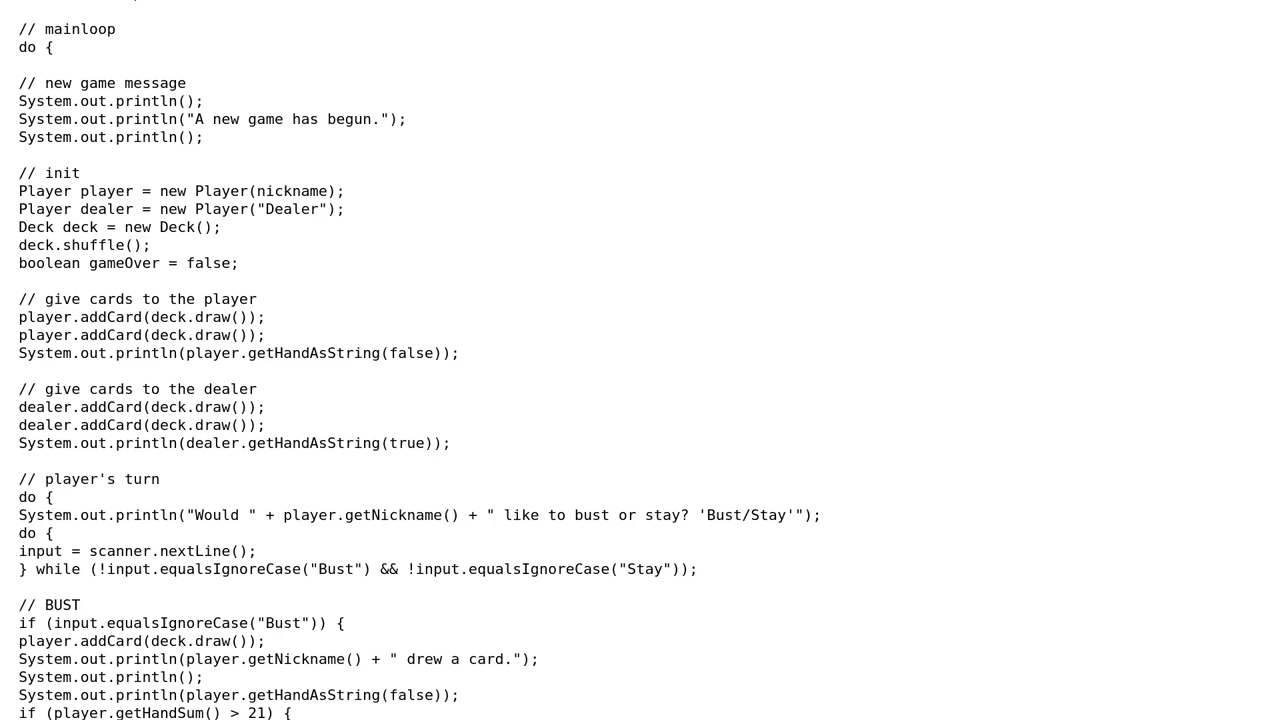 // mainloop
do {
// new game message
System.out.println();
System.out.println("A new game has begun.");
System.out.println();
// init
Player player = new Player(nickname);
Player dealer = new Player("Dealer");
Deck deck = new Deck();
deck.shuffle();
boolean gameOver = false;
// give cards to the player
player.addCard(deck.draw());
player.addCard(deck.draw());
System.out.println(player.getHandAsString(false));
// give cards to the dealer
dealer.addCard(deck.draw());
dealer.addCard(deck.draw());
System.out.println(dealer.getHandAsString(true));
// player's turn
do {
System.out.println("Would " + player.getNickname() + " like to bust or stay? 'Bust/Stay'");
do {
input = scanner.nextLine();
} while (!input.equalsIgnoreCase("Bust") && !input.equalsIgnoreCase("Stay"));
// BUST
if (input.equalsIgnoreCase("Bust")) {
player.addCard(deck.draw());
System.out.println(player.getNickname() + " drew a card.");
System.out.println();
System.out.println(player.getHandAsString(false));
if (player.getHandSum() > 21) {